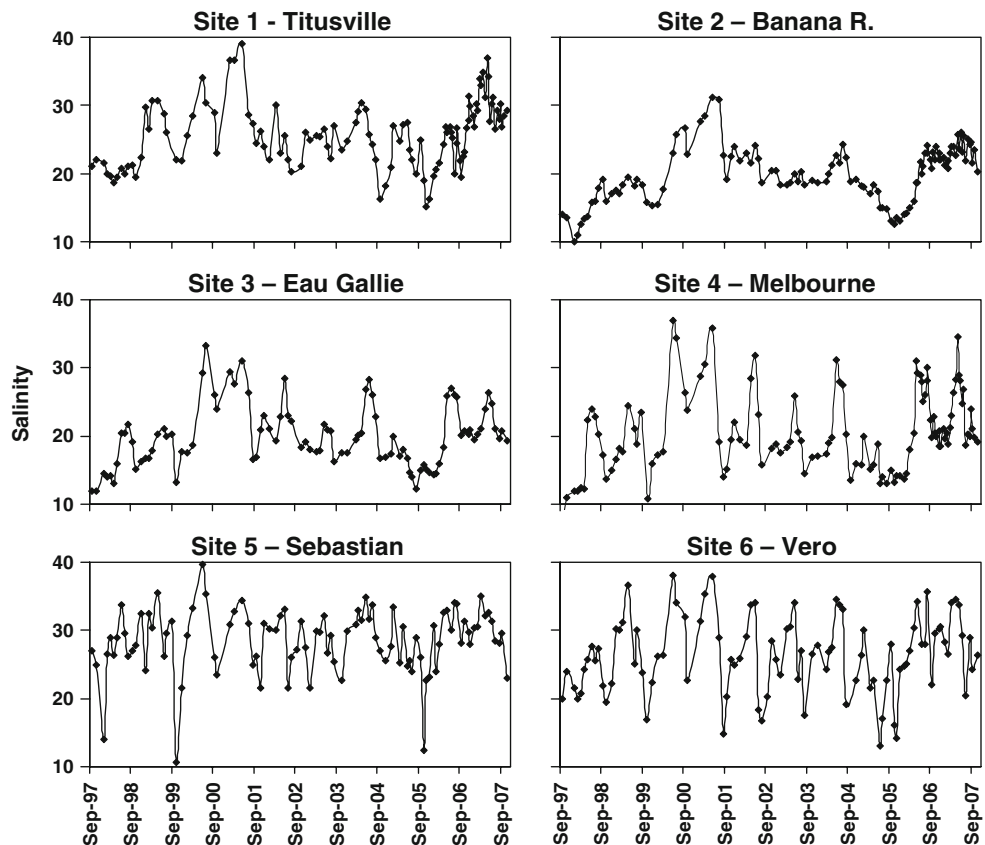 Site 1 - Titusville
Site 2 – Banana R.
40
30
20
10
Site 3 – Eau Gallie
Site 4 – Melbourne
40
30
20
10
Salinity
Site 5 – Sebastian
Site 6 – Vero
40
30
20
10
Sep-97
Sep-98
Sep-99
Sep-00
Sep-01
Sep-02
Sep-03
Sep-04
Sep-05
Sep-06
Sep-07
Sep-97
Sep-98
Sep-99
Sep-00
Sep-01
Sep-02
Sep-03
Sep-04
Sep-05
Sep-06
Sep-07